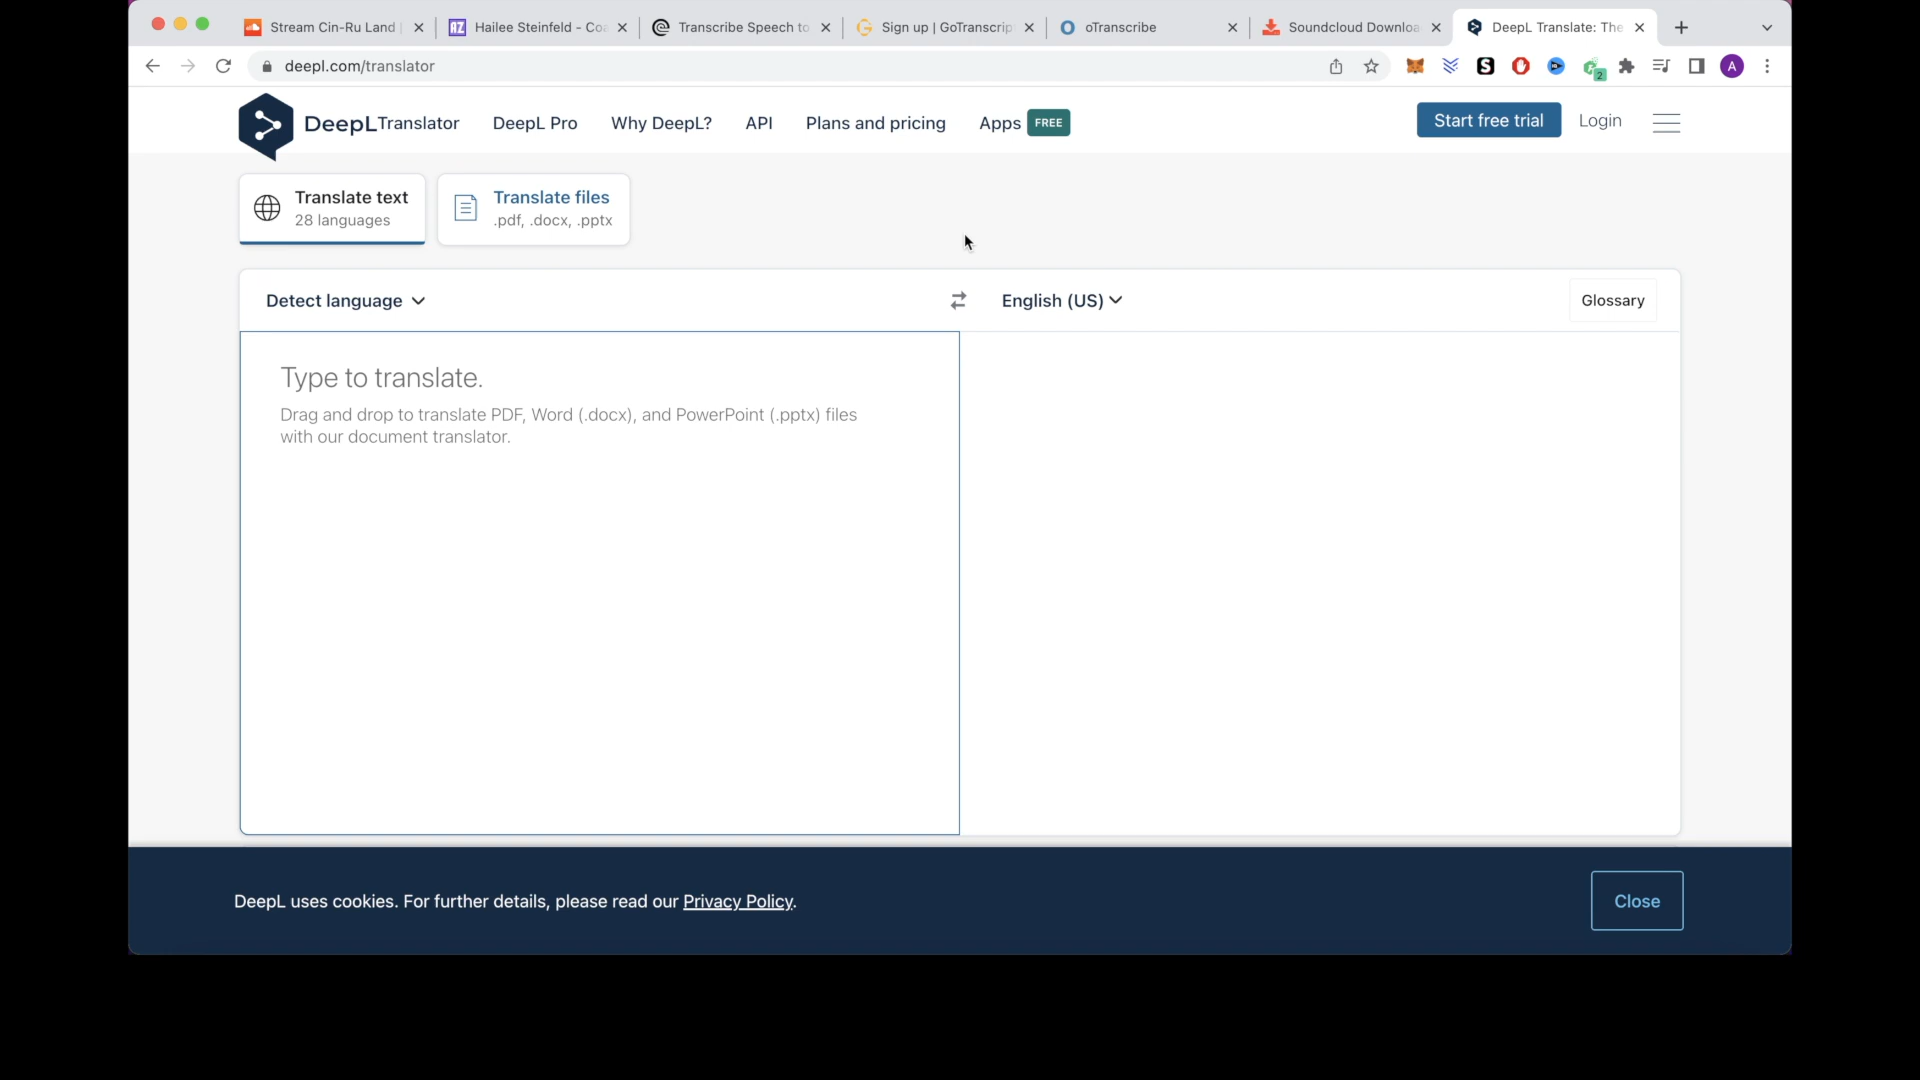 Stream Cin-Ru Land
Hailee Steinfeld - Coa
Transcribe Speech to
Sign up | GoTranscrip
oTranscribe
Soundcloud Downloa
DeepL Translate: The
deepl.com/translator
2
A
DeepL Translator
DeepL Pro
Why DeepL?
API
Plans and pricing
Apps FREE
Start free trial
Login
Translate text
28 languages
Translate files
.pdf, .docx, .pptx
Detect language
English (US)
Glossary
Type to translate.
Drag and drop to translate PDF, Word (.docx), and PowerPoint (.pptx) files
with our document translator.
DeepL uses cookies. For further details, please read our Privacy Policy.
Close